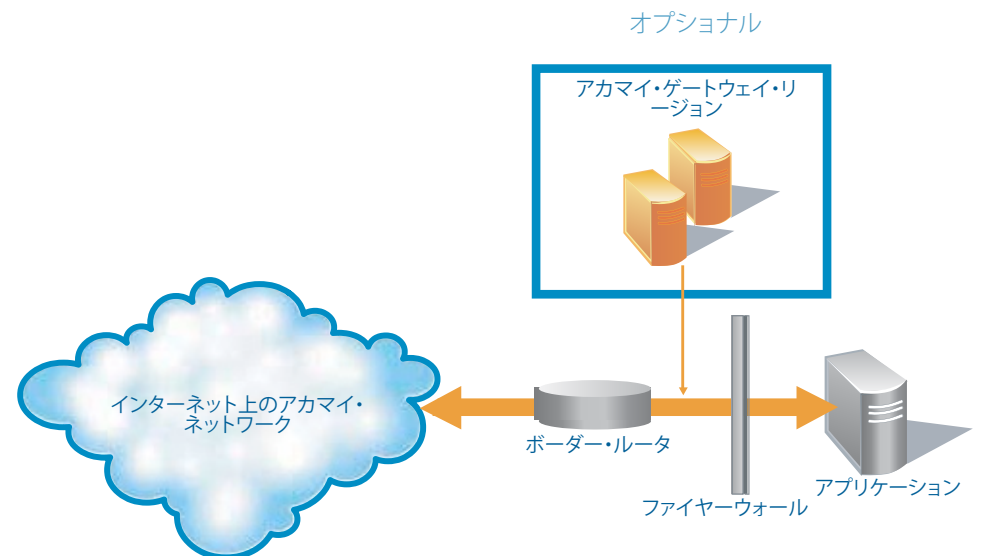 オプショナル
アカマイ・ゲートウェイ・リ
ージョン
インターネット上のアカマイ・
ネットワーク
ボーダー・ルータ
ファイヤーウォール
アプリケーション